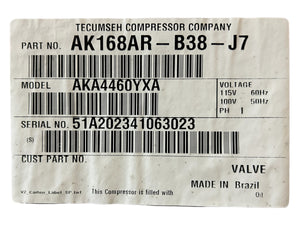 TECUMSEH COMPRESSOR COMPANY
PART NO. AK168AR-B38-J7
MODEL AKA4460YXA
VOLTAGE
115V 60Hz
100V 50Hz
PH 1
SERIAL NO. 51A202341063023
(S)
CUST PART NO.
VALVE
MADE IN Brazil
This Compressor is filled with Oil